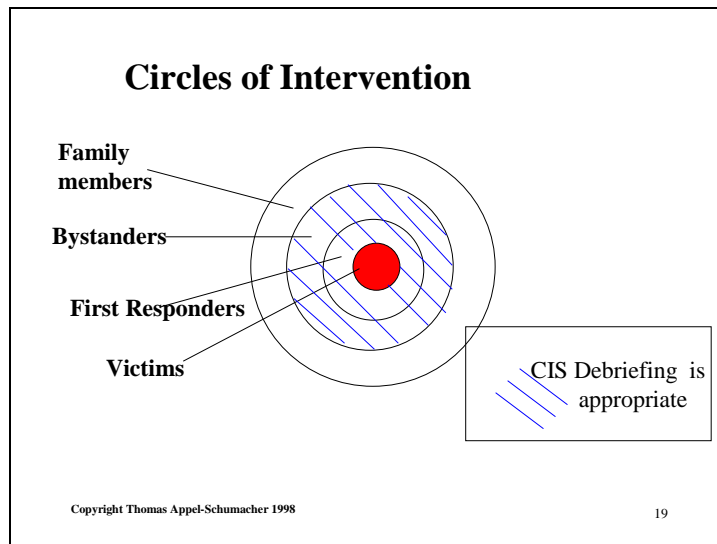 Circles of Intervention
Family
members
Bystanders
First Responders
Victims
CIS Debriefing is
appropriate
Copyright Thomas Appel-Schumacher 1998
19